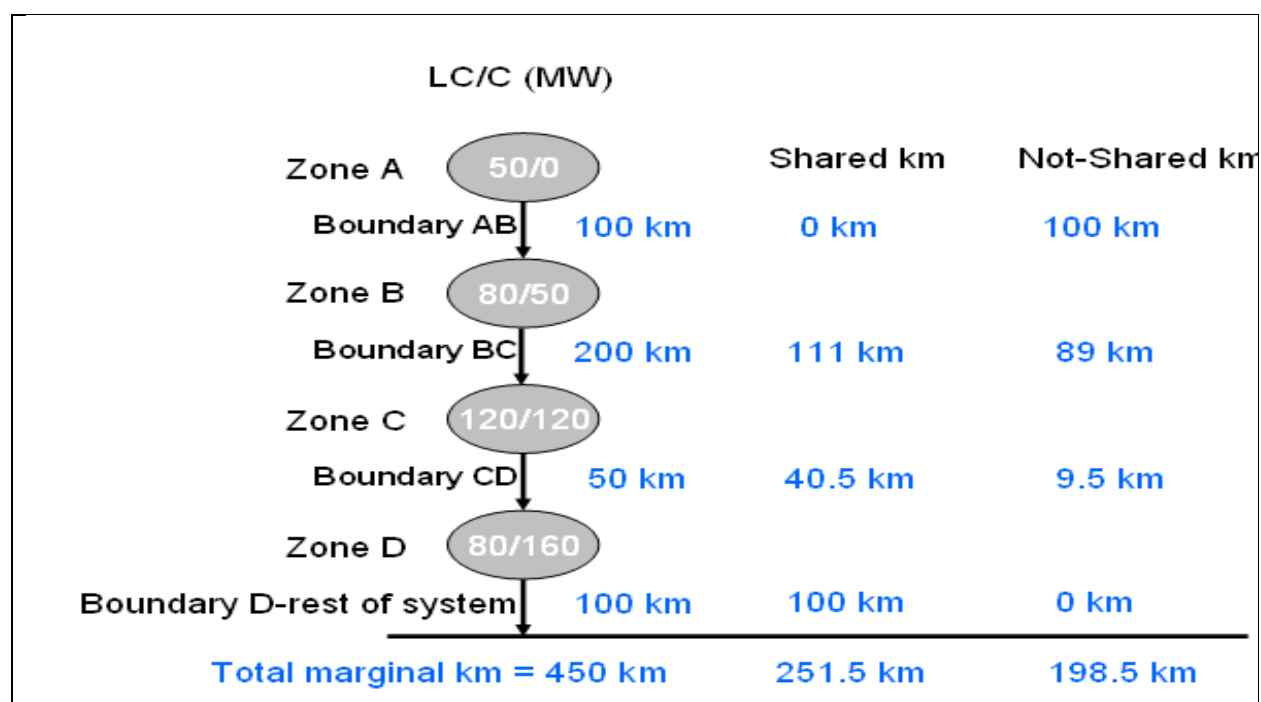 LC/C (MW)
Zone A 50/0 Shared km Not-Shared km
Boundary AB 100 km 0 km 100 km
Zone B 80/50
Boundary BC 200 km 111 km 89 km
Zone C 120/120
Boundary CD 50 km 40.5 km 9.5 km
Zone D 80/160
Boundary D-rest of system 100 km 100 km 0 km
Total marginal km = 450 km 251.5 km 198.5 km